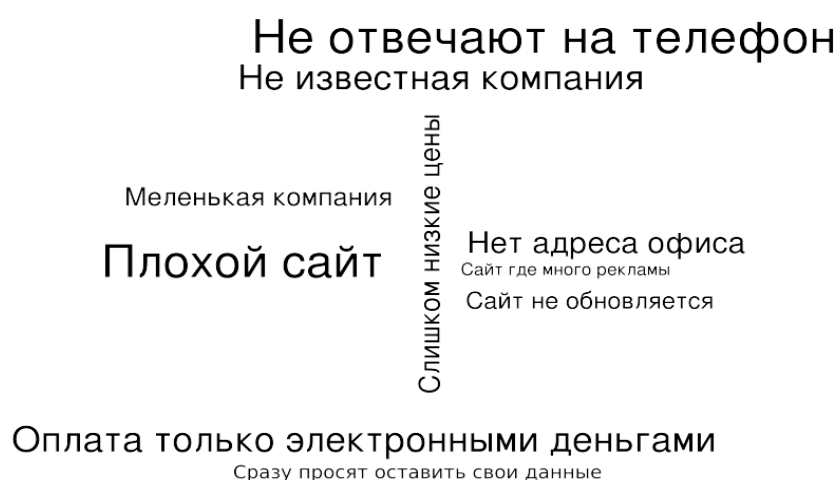 Не отвечают на телефон
Не известная компания
Слишком низкие цены
Меленькая компания
Плохой сайт
Нет адреса офиса
Сайт где много рекламы
Сайт не обновляется
Оплата только электронными деньгами
Сразу просят оставить свои данные